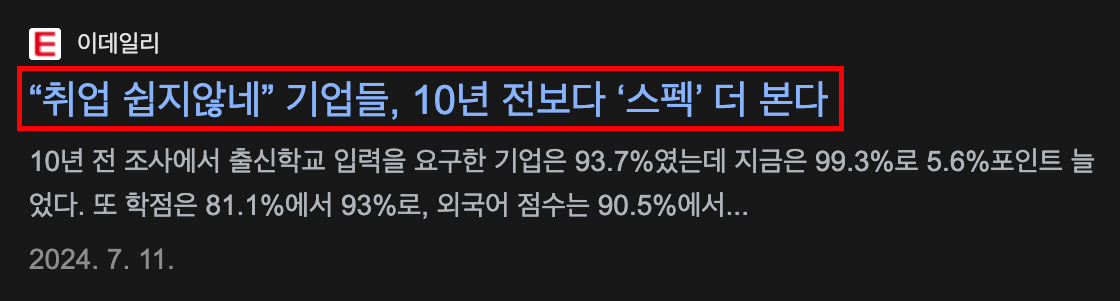 E 이데일리
“취업 쉽지않네” 기업들, 10년 전보다 ‘스펙’ 더 본다
10년 전 조사에서 출신학교 입력을 요구한 기업은 93.7%였는데 지금은 99.3%로 5.6%포인트 늘
었다. 또 학점은 81.1%에서 93%로, 외국어 점수는 90.5%에서...
2024. 7. 11.